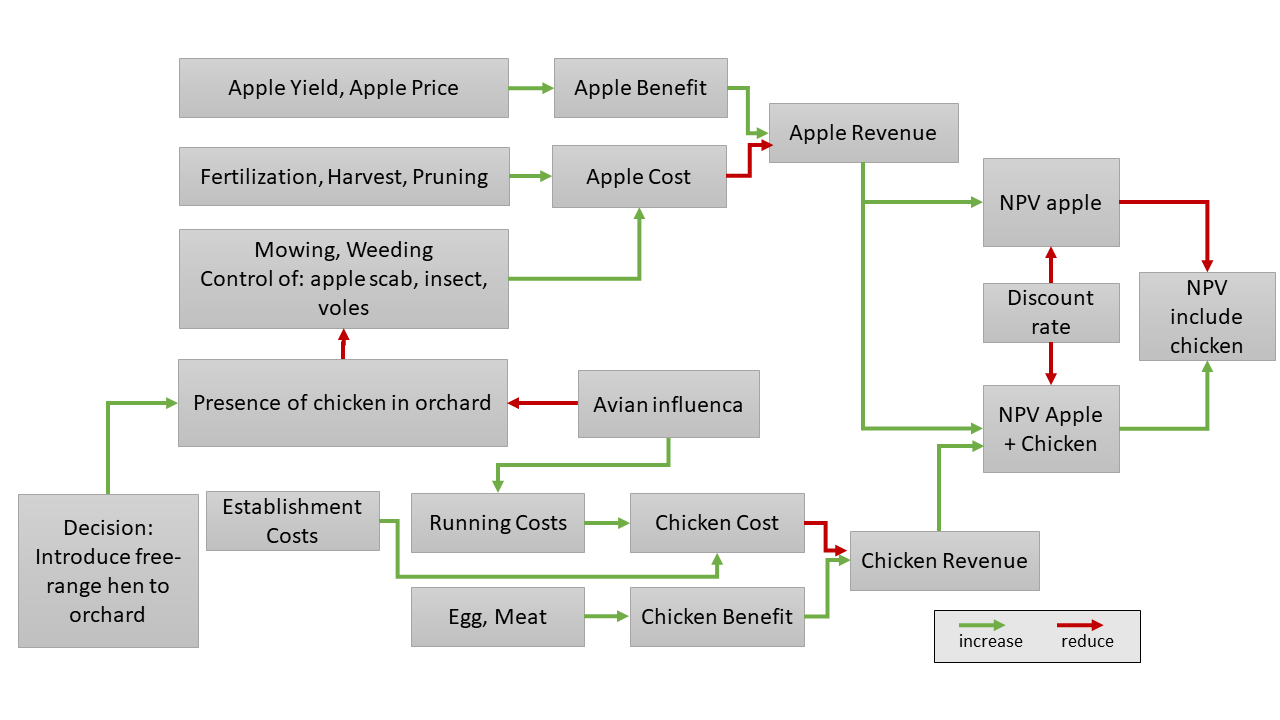 Apple Yield, Apple Price
Apple Benefit
Apple Revenue
Fertilization, Harvest, Pruning
Apple Cost
NPV apple
Mowing, Weeding
Control of: apple scab, insect,
voles
Discount
rate
NPV
include
chicken
Presence of chicken in orchard
Avian influenca
NPV Apple
+ Chicken
Decision:
Introduce free-
range hen to
orchard
Establishment
Costs
Running Costs
Chicken Cost
Chicken Revenue
Egg, Meat
Chicken Benefit
increase
reduce